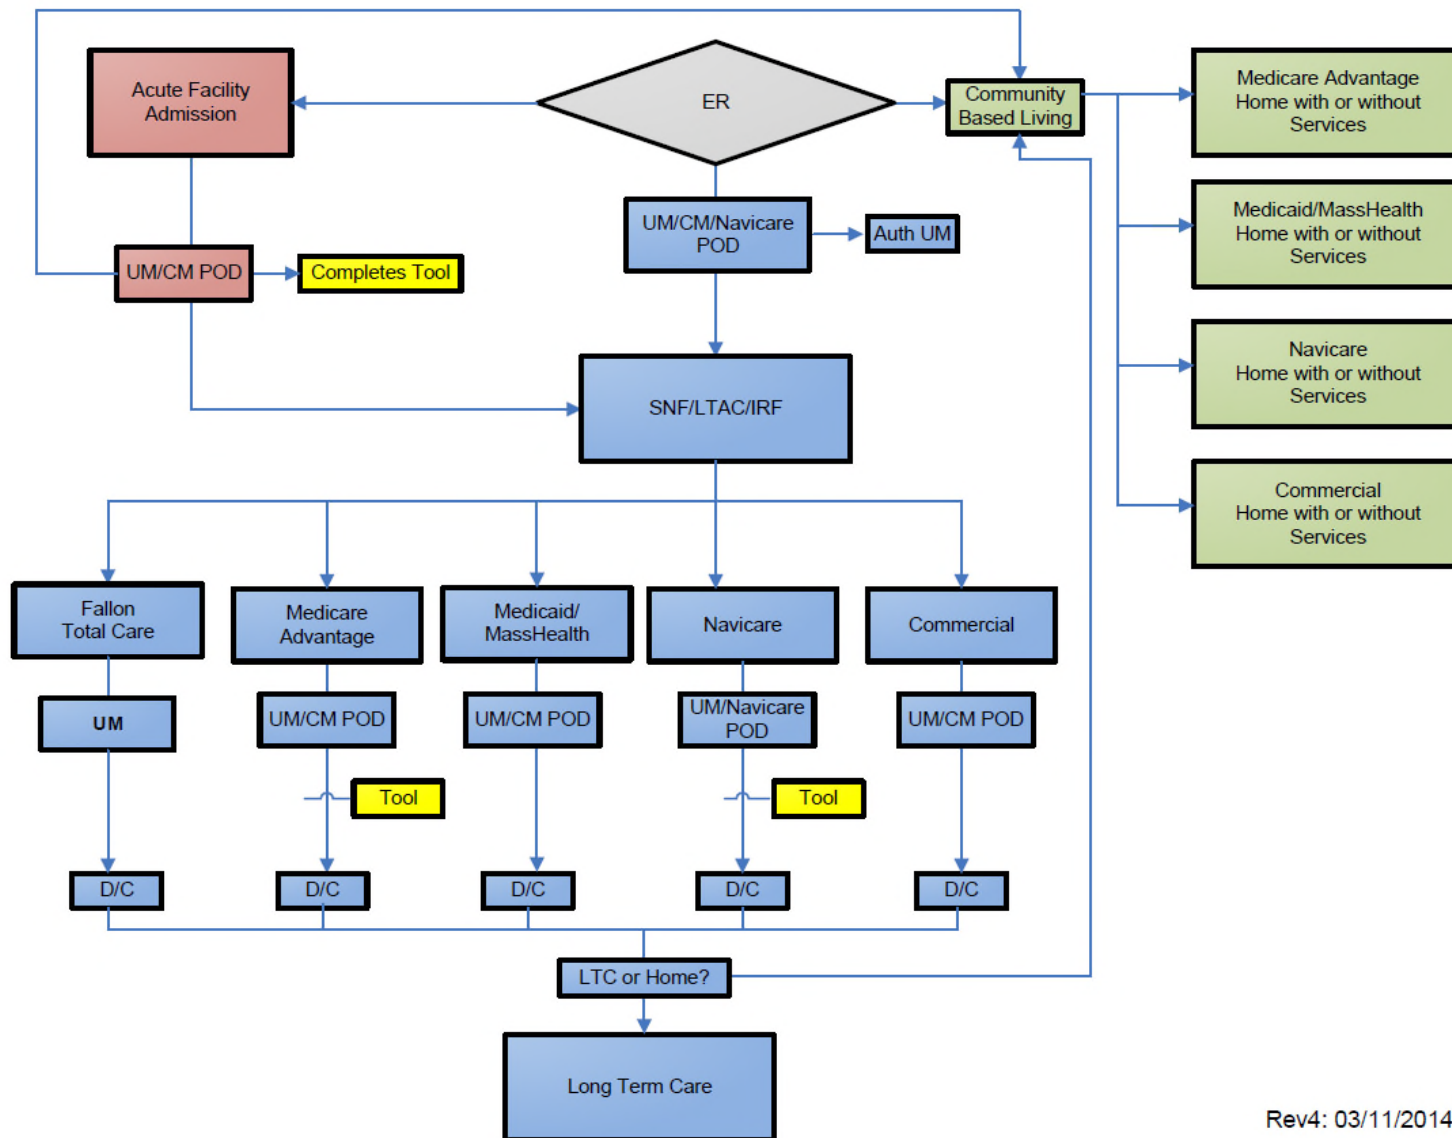 Acute Facility
Admission
ER
Community
Based Living
Medicare Advantage
Home with or without
Services
UM/CM/Navicare
POD
Auth UM
Medicaid/MassHealth
Home with or without
Services
UM/CM POD
Completes Tool
Navicare
Home with or without
Services
SNF/LTAC/IRF
Commercial
Home with or without
Services
Fallon
Total Care
Medicare
Advantage
Medicaid/
MassHealth
Navicare
Commercial
UM
UM/CM POD
UM/CM POD
UM/Navicare
POD
UM/CM POD
Tool
Tool
D/C
D/C
D/C
D/C
D/C
LTC or Home?
Long Term Care
Rev4: 03/11/2014